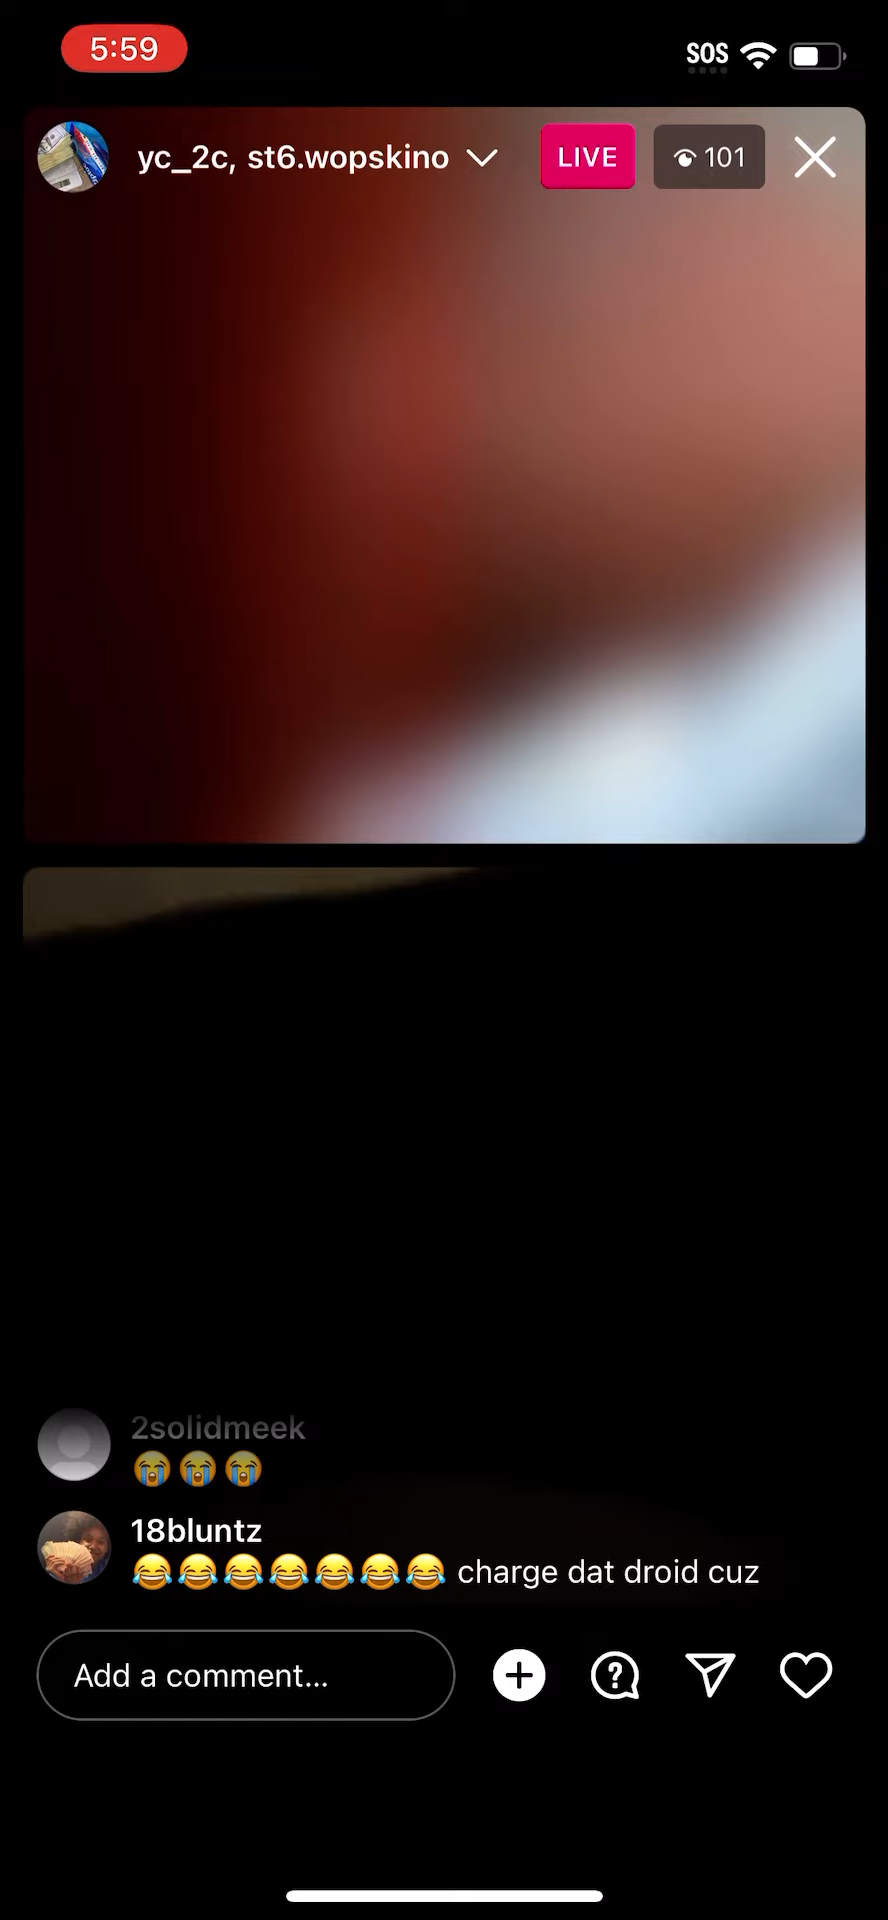 5:59
SOS
yc_2c, st6.wopskino
LIVE
101
2solidmeek
😭😭😭
18bluntz
😂😂😂😂😂😂😂 charge dat droid cuz
Add a comment...